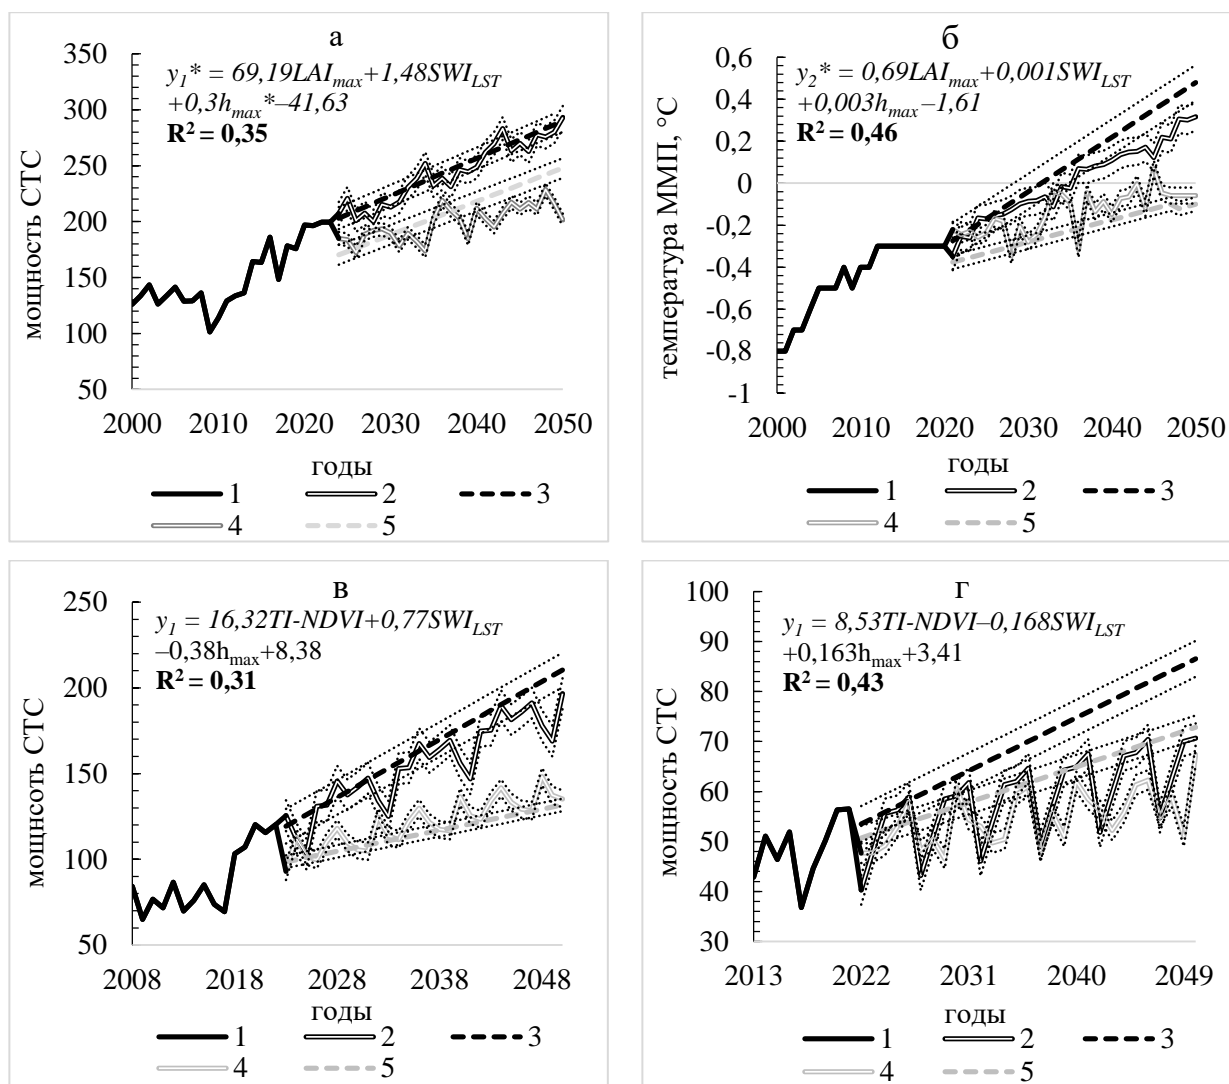 а
y₁* = 69,19LAIₘₐₓ+1,48SWI_LST
+0,3hₘₐₓ*–41,63
R² = 0,35
350
300
250
200
150
100
50
мощность СТС
2000 2010 2020 2030 2040 2050
годы
1 2 3
4 5
б
y₂* = 0,69LAIₘₐₓ+0,001SWI_LST
+0,003hₘₐₓ–1,61
R² = 0,46
0,6
0,4
0,2
0
-0,2
-0,4
-0,6
-0,8
-1
температура ММП, °С
2000 2010 2020 2030 2040 2050
годы
1 2 3
4 5
в
y₁ = 16,32TI-NDVI+0,77SWI_LST
–0,38hₘₐₓ+8,38
R² = 0,31
250
200
150
100
50
мощнсоть СТС
2008 2018 2028 2038 2048
годы
1 2 3
4 5
г
y₁ = 8,53TI-NDVI–0,168SWI_LST
+0,163hₘₐₓ+3,41
R² = 0,43
100
90
80
70
60
50
40
30
мощность СТС
2013 2022 2031 2040 2049
годы
1 2 3
4 5